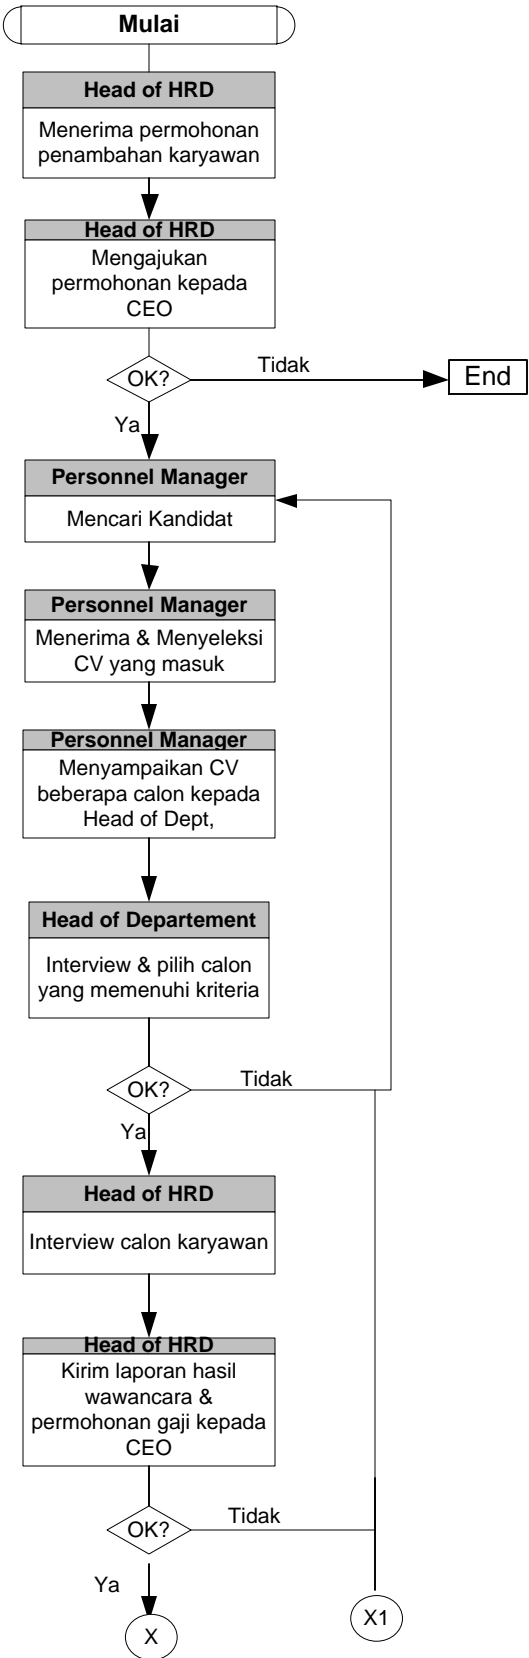 Mulai
Head of HRD
Menerima permohonan
penambahan karyawan
Head of HRD
Mengajukan
permohonan kepada
CEO
OK?
Tidak
End
Ya
Personnel Manager
Mencari Kandidat
Personnel Manager
Menerima & Menyeleksi
CV yang masuk
Personnel Manager
Menyampaikan CV
beberapa calon kepada
Head of Dept,
Head of Departement
Interview & pilih calon
yang memenuhi kriteria
OK?
Tidak
Ya
Head of HRD
Interview calon karyawan
Head of HRD
Kirim laporan hasil
wawancara &
permohonan gaji kepada
CEO
OK?
Tidak
Ya
X
X1